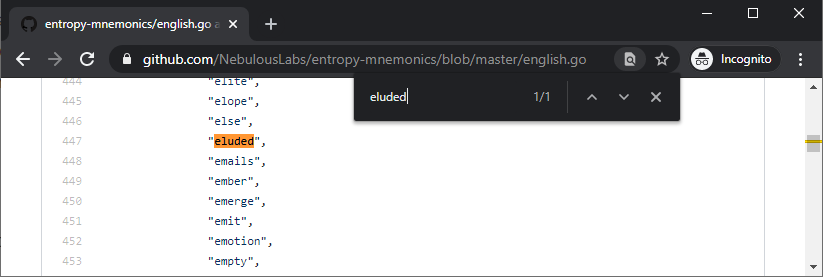 entropy-mnemonics/english.go a
github.com/NebulousLabs/entropy-mnemonics/blob/master/english.go
Incognito
eluded 1/1
444 "elite",
445 "elope",
446 "else",
447 "eluded",
448 "emails",
449 "ember",
450 "emerge",
451 "emit",
452 "emotion",
453 "empty",